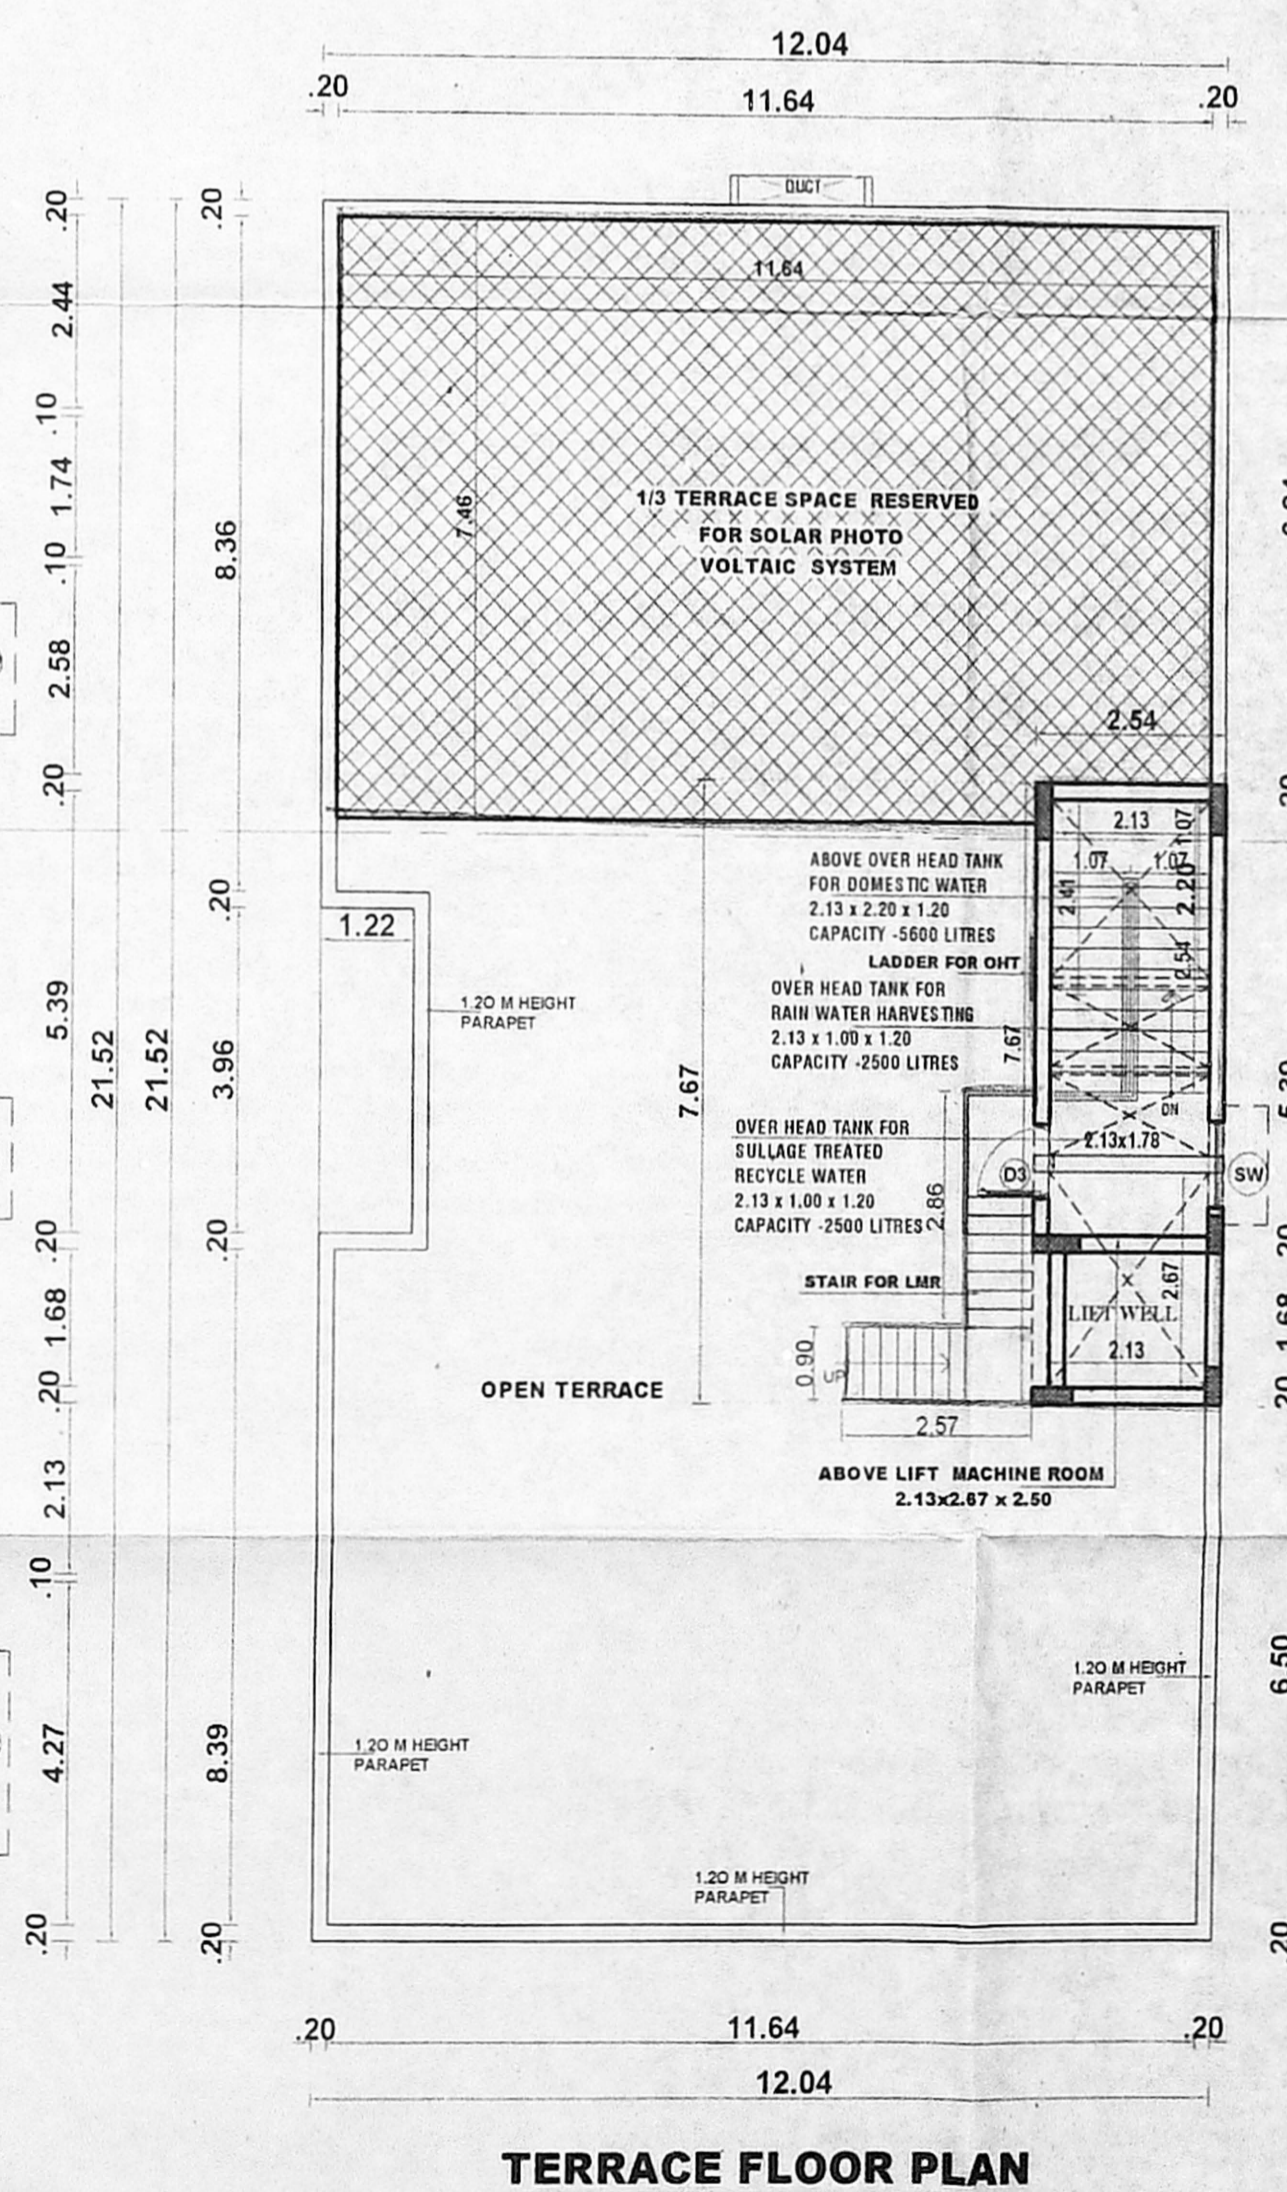 12.04
.20
11.64
.20
DUCT
.20
2.44
.10
1.74
.10
2.58
.20
5.39
.20
1.68
.20
2.13
.10
4.27
.20
21.52
21.52
.20
8.36
.20
3.96
.20
8.39
.20
11.64
7.46
1/3 TERRACE SPACE RESERVED
FOR SOLAR PHOTO
VOLTAIC SYSTEM
2.54
2.13
1.07
1.07
1.07
2.41
2.20
2.54
ABOVE OVER HEAD TANK
FOR DOMESTIC WATER
2.13 x 2.20 x 1.20
CAPACITY -5600 LITRES
LADDER FOR OHT
OVER HEAD TANK FOR
RAIN WATER HARVESTING
2.13 x 1.00 x 1.20
CAPACITY -2500 LITRES
7.67
7.67
1.22
1.20 M HEIGHT
PARAPET
OVER HEAD TANK FOR
SULLAGE TREATED
RECYCLE WATER
2.13 x 1.00 x 1.20
CAPACITY -2500 LITRES
2.86
DN
2.13x1.78
D3
SW
STAIR FOR LMR
2.67
LIFT WELL
2.13
0.90
UP
2.57
OPEN TERRACE
ABOVE LIFT MACHINE ROOM
2.13x2.67 x 2.50
1.20 M HEIGHT
PARAPET
1.20 M HEIGHT
PARAPET
1.20 M HEIGHT
PARAPET
5.39
1.68
6.50
.20
.20
11.64
.20
12.04
TERRACE FLOOR PLAN